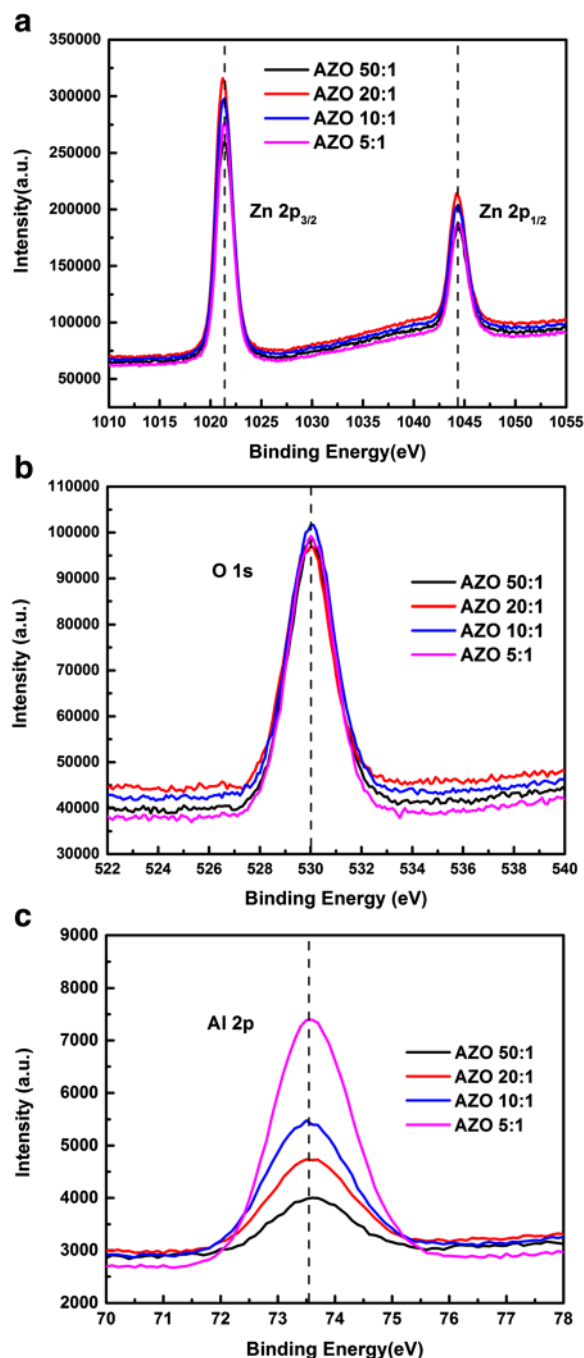 a
350000
300000
250000
200000
150000
100000
50000
Intensity(a.u.)
AZO 50:1
AZO 20:1
AZO 10:1
AZO 5:1
Zn 2p3/2
Zn 2p1/2
1010 1015 1020 1025 1030 1035 1040 1045 1050 1055
Binding Energy(eV)
b
110000
100000
90000
80000
70000
60000
50000
40000
30000
Intensity (a.u.)
O 1s
AZO 50:1
AZO 20:1
AZO 10:1
AZO 5:1
522 524 526 528 530 532 534 536 538 540
Binding Energy (eV)
c
9000
8000
7000
6000
5000
4000
3000
2000
Intensity (a.u.)
Al 2p
AZO 50:1
AZO 20:1
AZO 10:1
AZO 5:1
70 71 72 73 74 75 76 77 78
Binding Energy(eV)